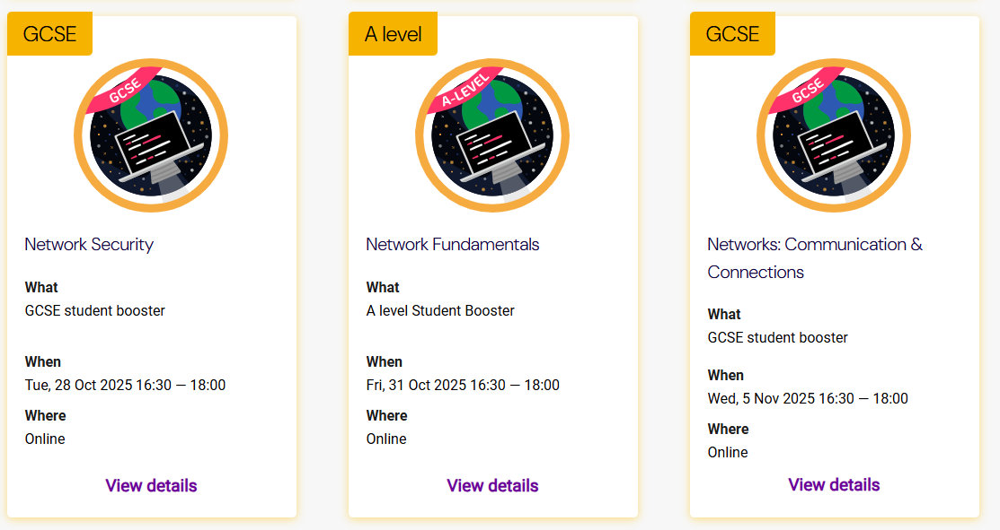 GCSE
GCSE
Network Security
What
GCSE student booster
When
Tue, 28 Oct 2025 16:30 — 18:00
Where
Online
View details
A level
A-LEVEL
Network Fundamentals
What
A level Student Booster
When
Fri, 31 Oct 2025 16:30 — 18:00
Where
Online
View details
GCSE
GCSE
Networks: Communication &
Connections
What
GCSE student booster
When
Wed, 5 Nov 2025 16:30 — 18:00
Where
Online
View details